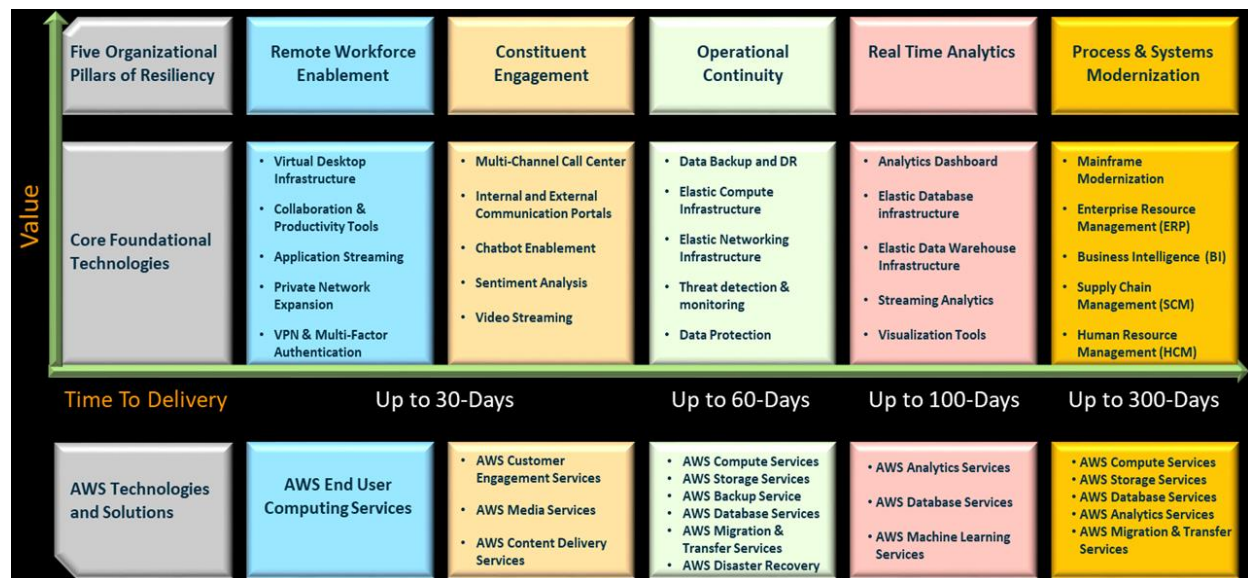 Five Organizational
Pillars of Resiliency
Remote Workforce
Enablement
Constituent
Engagement
Operational
Continuity
Real Time Analytics
Process & Systems
Modernization
Value
Core Foundational
Technologies
• Virtual Desktop
Infrastructure
• Collaboration &
Productivity Tools
• Application Streaming
• Private Network
Expansion
• VPN & Multi-Factor
Authentication
• Multi-Channel Call Center
• Internal and External
Communication Portals
• Chatbot Enablement
• Sentiment Analysis
• Video Streaming
• Data Backup and DR
• Elastic Compute
Infrastructure
• Elastic Networking
Infrastructure
• Threat detection &
monitoring
• Data Protection
• Analytics Dashboard
• Elastic Database
infrastructure
• Elastic Data Warehouse
Infrastructure
• Streaming Analytics
• Visualization Tools
• Mainframe
Modernization
• Enterprise Resource
Management (ERP)
• Business Intelligence (BI)
• Supply Chain
Management (SCM)
• Human Resource
Management (HCM)
Time To Delivery
Up to 30-Days
Up to 60-Days
Up to 100-Days
Up to 300-Days
AWS Technologies
and Solutions
AWS End User
Computing Services
• AWS Customer
Engagement Services
• AWS Media Services
• AWS Content Delivery
Services
• AWS Compute Services
• AWS Storage Services
• AWS Backup Service
• AWS Database Services
• AWS Migration &
Transfer Services
• AWS Disaster Recovery
• AWS Analytics Services
• AWS Database Services
• AWS Machine Learning
Services
• AWS Compute Services
• AWS Storage Services
• AWS Database Services
• AWS Analytics Services
• AWS Migration & Transfer
Services